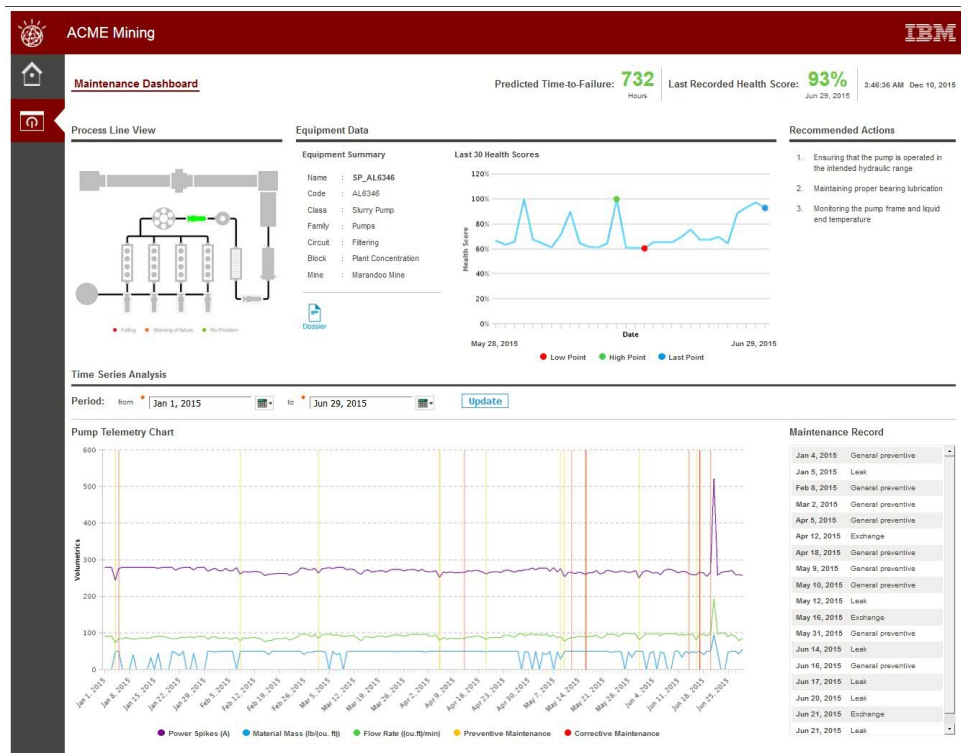 ACME Mining
IBM
Maintenance Dashboard
Predicted Time-to-Failure: 732 Hours
Last Recorded Health Score: 93% Jun 29, 2015
3:46:36 AM Dec 10, 2015
Process Line View
Failing Warning of failure No Problem
Equipment Data
Equipment Summary
Name : SP_AL6346
Code : AL6346
Class : Slurry Pump
Family : Pumps
Circuit : Filtering
Block : Plant Concentration
Mine : Marandoo Mine
Dossier
Last 30 Health Scores
120%
100%
80%
60%
40%
20%
0%
Health Score
Date
May 28, 2015 Jun 29, 2015
Low Point High Point Last Point
Recommended Actions
1. Ensuring that the pump is operated in
the intended hydraulic range
2. Maintaining proper bearing lubrication
3. Monitoring the pump frame and liquid
end temperature
Time Series Analysis
Period: from * Jan 1, 2015 to * Jun 29, 2015 Update
Pump Telemetry Chart
600
500
400
300
200
100
0
Volumetrics
Jan 1, 2015
Jan 8, 2015
Jan 15, 2015
Jan 22, 2015
Jan 29, 2015
Feb 5, 2015
Feb 12, 2015
Feb 19, 2015
Feb 26, 2015
Mar 5, 2015
Mar 12, 2015
Mar 19, 2015
Mar 26, 2015
Apr 2, 2015
Apr 9, 2015
Apr 16, 2015
Apr 23, 2015
Apr 30, 2015
May 7, 2015
May 14, 2015
May 21, 2015
May 28, 2015
Jun 4, 2015
Jun 11, 2015
Jun 18, 2015
Jun 25, 2015
Power Spikes (A) Material Mass (lb/(cu. ft)) Flow Rate ((cu.ft)/min) Preventive Maintenance Corrective Maintenance
Maintenance Record
Jan 4, 2015 General preventive
Jan 5, 2015 Leak
Feb 8, 2015 General preventive
Mar 2, 2015 General preventive
Apr 5, 2015 General preventive
Apr 12, 2015 Exchange
Apr 18, 2015 General preventive
May 9, 2015 General preventive
May 10, 2015 General preventive
May 12, 2015 Leak
May 16, 2015 Exchange
May 31, 2015 General preventive
Jun 14, 2015 Leak
Jun 16, 2015 General preventive
Jun 17, 2015 Leak
Jun 20, 2015 Leak
Jun 21, 2015 Exchange
Jun 21, 2015 Leak